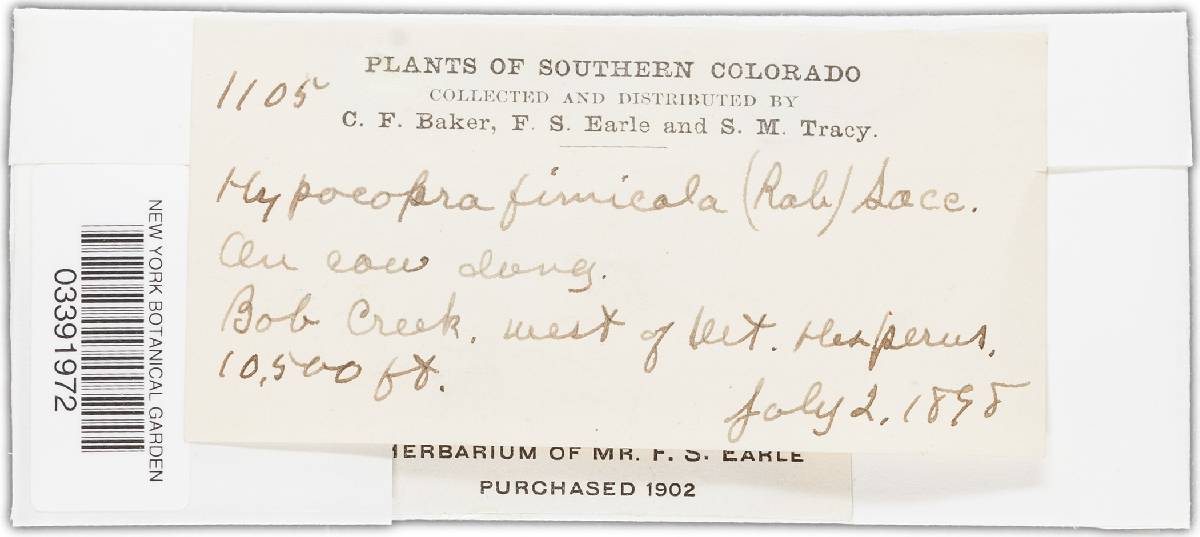 PLANTS OF SOUTHERN COLORADO
COLLECTED AND DISTRIBUTED BY
C. F. Baker, F. S. Earle and S. M. Tracy.
1105
Hypocopra fimicola (Rob) Sacc.
On cow dung.
Bob Creek, west of Mt. Hesperus,
10,500 ft.
July 2, 1898
HERBARIUM OF MR. F. S. EARLE
PURCHASED 1902
NEW YORK BOTANICAL GARDEN
03391972